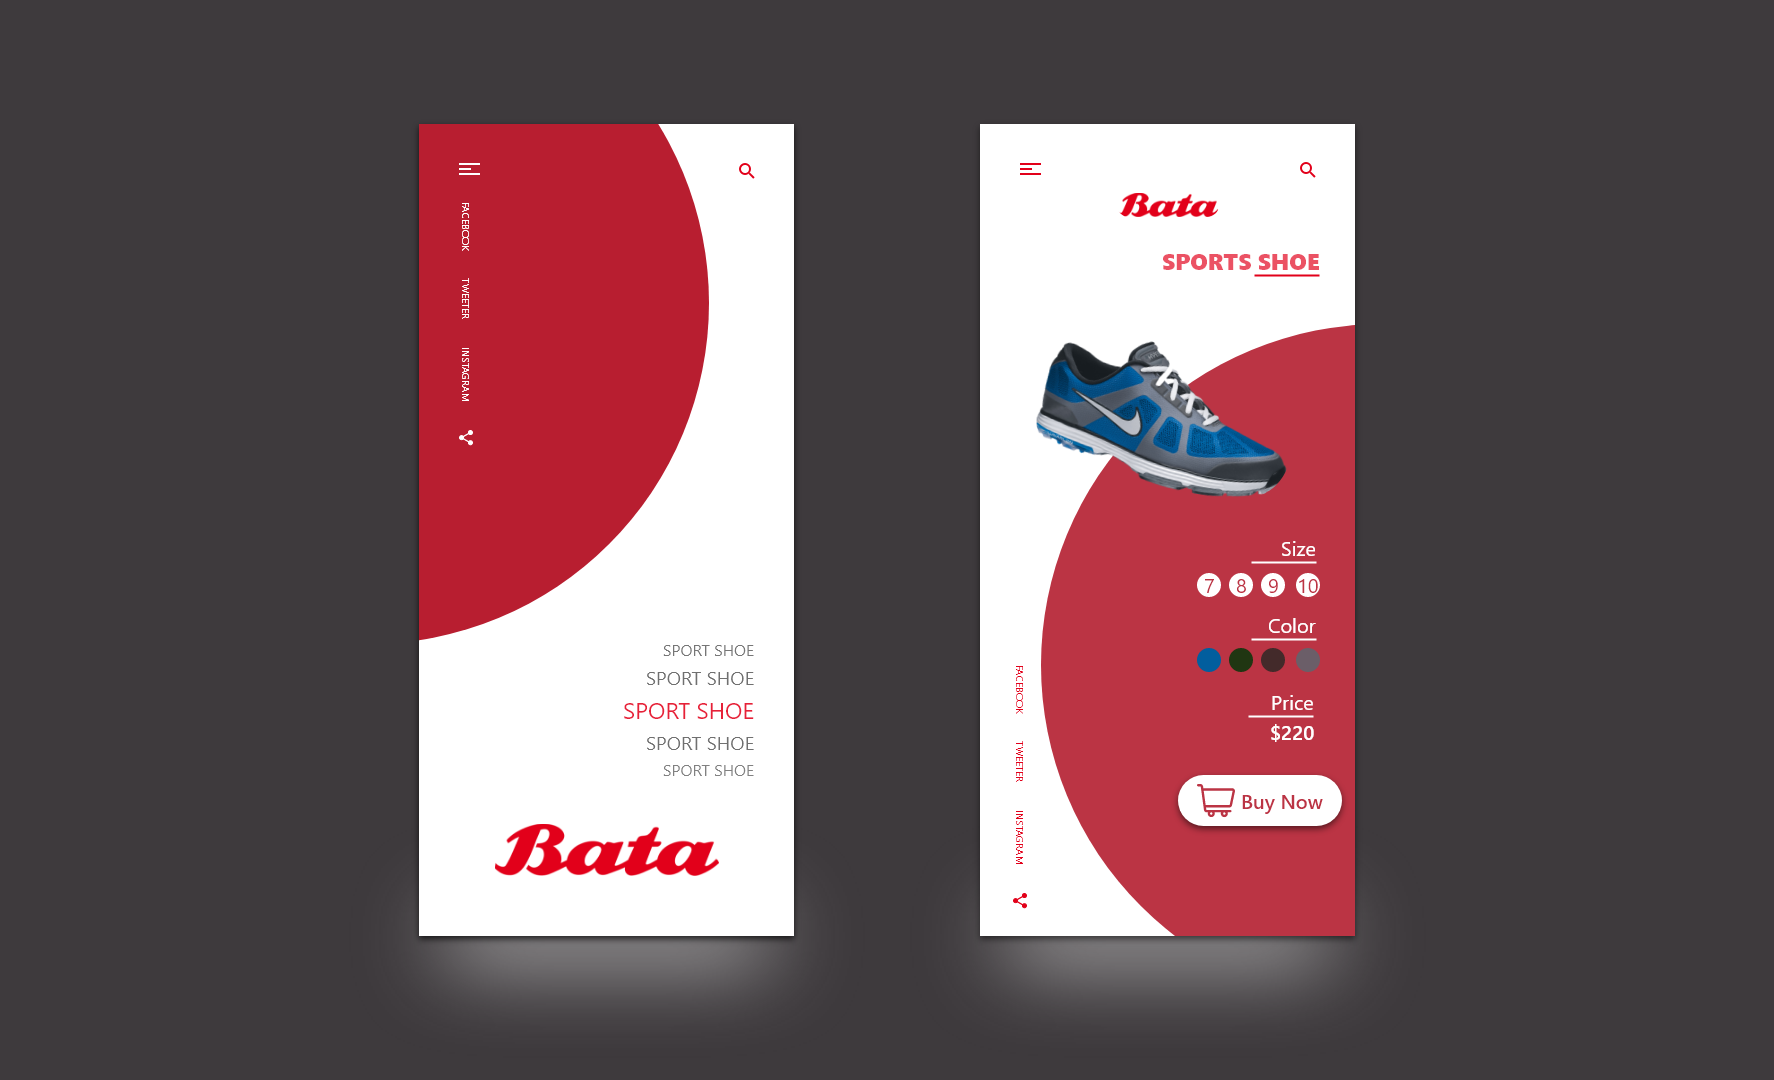 FACEBOOK
TWEETER
INSTAGRAM
SPORT SHOE
SPORT SHOE
SPORT SHOE
SPORT SHOE
SPORT SHOE
Bata
Bata
SPORTS SHOE
Size
7 8 9 10
Color
Price
$220
Buy Now
FACEBOOK
TWEETER
INSTAGRAM